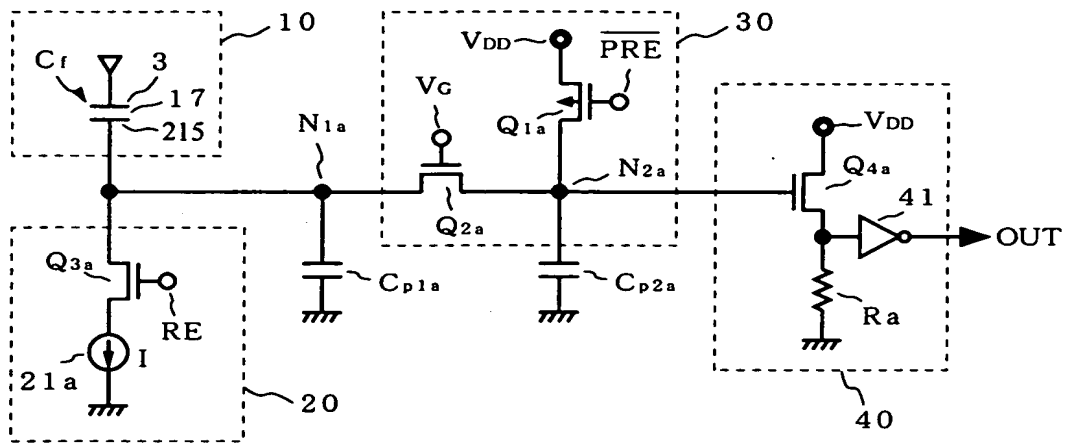 10
30
Cf
3
17
215
VDD
PRE
Q1a
VG
N1a
N2a
Q2a
VDD
Q4a
41
OUT
Q3a
RE
Cp1a
Cp2a
Ra
21a
I
20
40